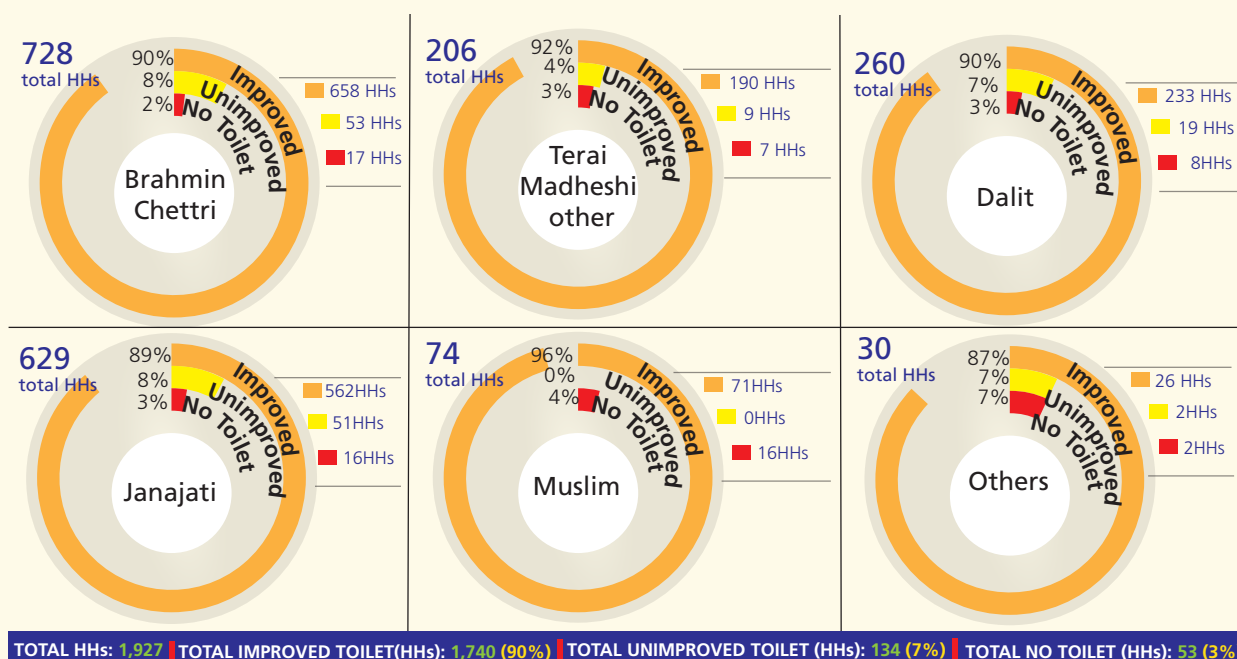 728
total HHs
90%
8%
2%
Improved
Unimproved
No Toilet
658 HHs
53 HHs
17 HHs
Brahmin
Chettri
206
total HHs
92%
4%
3%
Improved
Unimproved
No Toilet
190 HHs
9 HHs
7 HHs
Terai
Madheshi
other
260
total HHs
90%
7%
3%
Improved
Unimproved
No Toilet
233 HHs
19 HHs
8HHs
Dalit
629
total HHs
89%
8%
3%
Improved
Unimproved
No Toilet
562HHs
51HHs
16HHs
Janajati
74
total HHs
96%
0%
4%
Improved
Unimproved
No Toilet
71HHs
0HHs
16HHs
Muslim
30
total HHs
87%
7%
7%
Improved
Unimproved
No Toilet
26 HHs
2HHs
2HHs
Others
TOTAL HHs: 1,927 TOTAL IMPROVED TOILET(HHs): 1,740 (90%) TOTAL UNIMPROVED TOILET (HHs): 134 (7%) TOTAL NO TOILET (HHs): 53 (3%